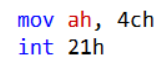 mov ah, 4ch
int 21h